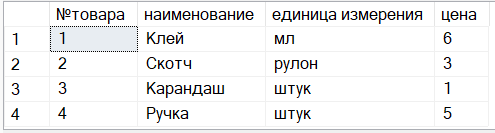 №товара наименование единица измерения цена
1 1 Клей мл 6
2 2 Скотч рулон 3
3 3 Карандаш штук 1
4 4 Ручка штук 5